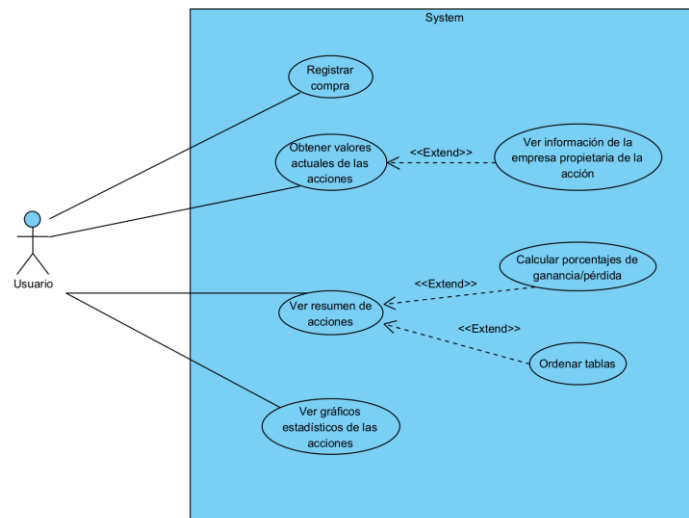 System
Registrar
compra
Obtener valores
actuales de las
acciones
<<Extend>>
Ver información de la
empresa propietaria de la
acción
Usuario
Calcular porcentajes de
ganancia/pérdida
<<Extend>>
Ver resumen de
acciones
<<Extend>>
Ordenar tablas
Ver gráficos
estadísticos de las
acciones